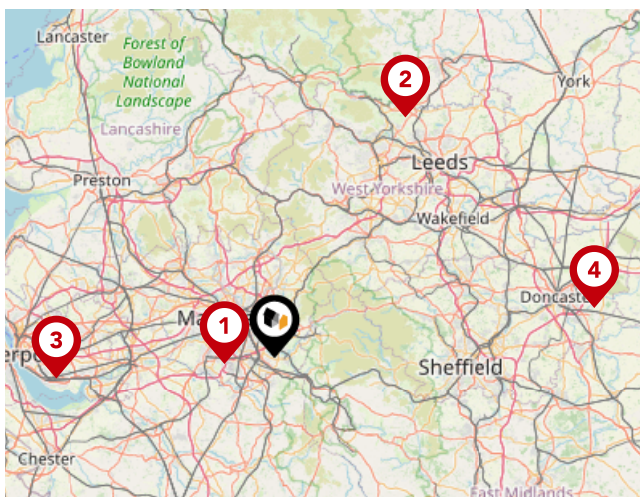 Lancaster
Forest of
Bowland
National
Landscape
2
York
Lancashire
Leeds
Preston
West Yorkshire
Wakefield
4
Doncaste
Ma
1
3
erpo
Sheffield
Chester
East Midlands